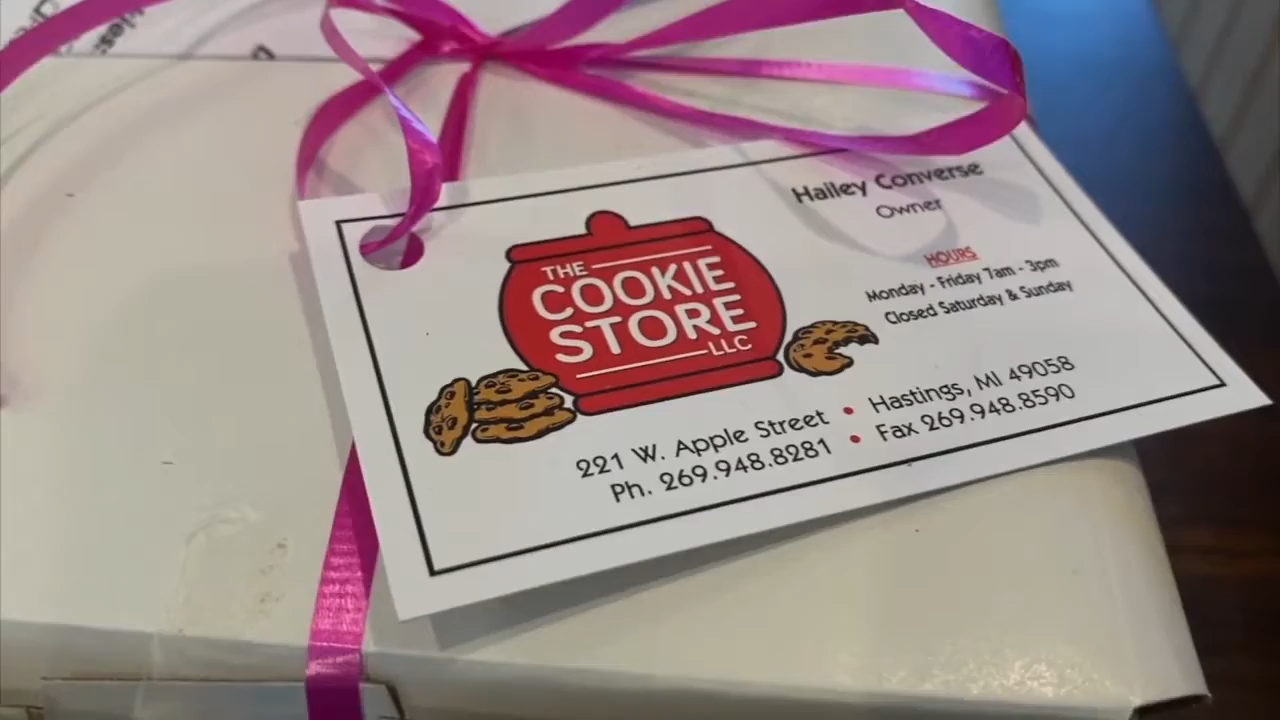 THE
COOKIE
STORE
LLC
Hailey Converse
Owner
HOURS
Monday - Friday 7am - 3pm
Closed Saturday & Sunday
221 W. Apple Street • Hastings, MI 49058
Ph. 269.948.8281 • Fax 269.948.8590